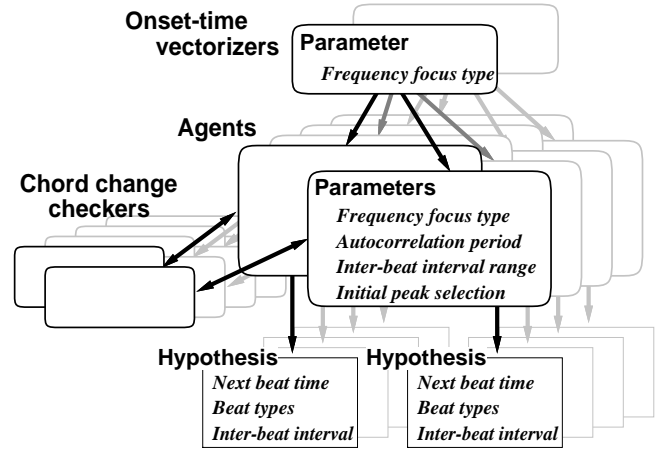 Onset-time
vectorizers
Parameter
Frequency focus type
Agents
Chord change
checkers
Parameters
Frequency focus type
Autocorrelation period
Inter-beat interval range
Initial peak selection
Hypothesis
Next beat time
Beat types
Inter-beat interval
Hypothesis
Next beat time
Beat types
Inter-beat interval